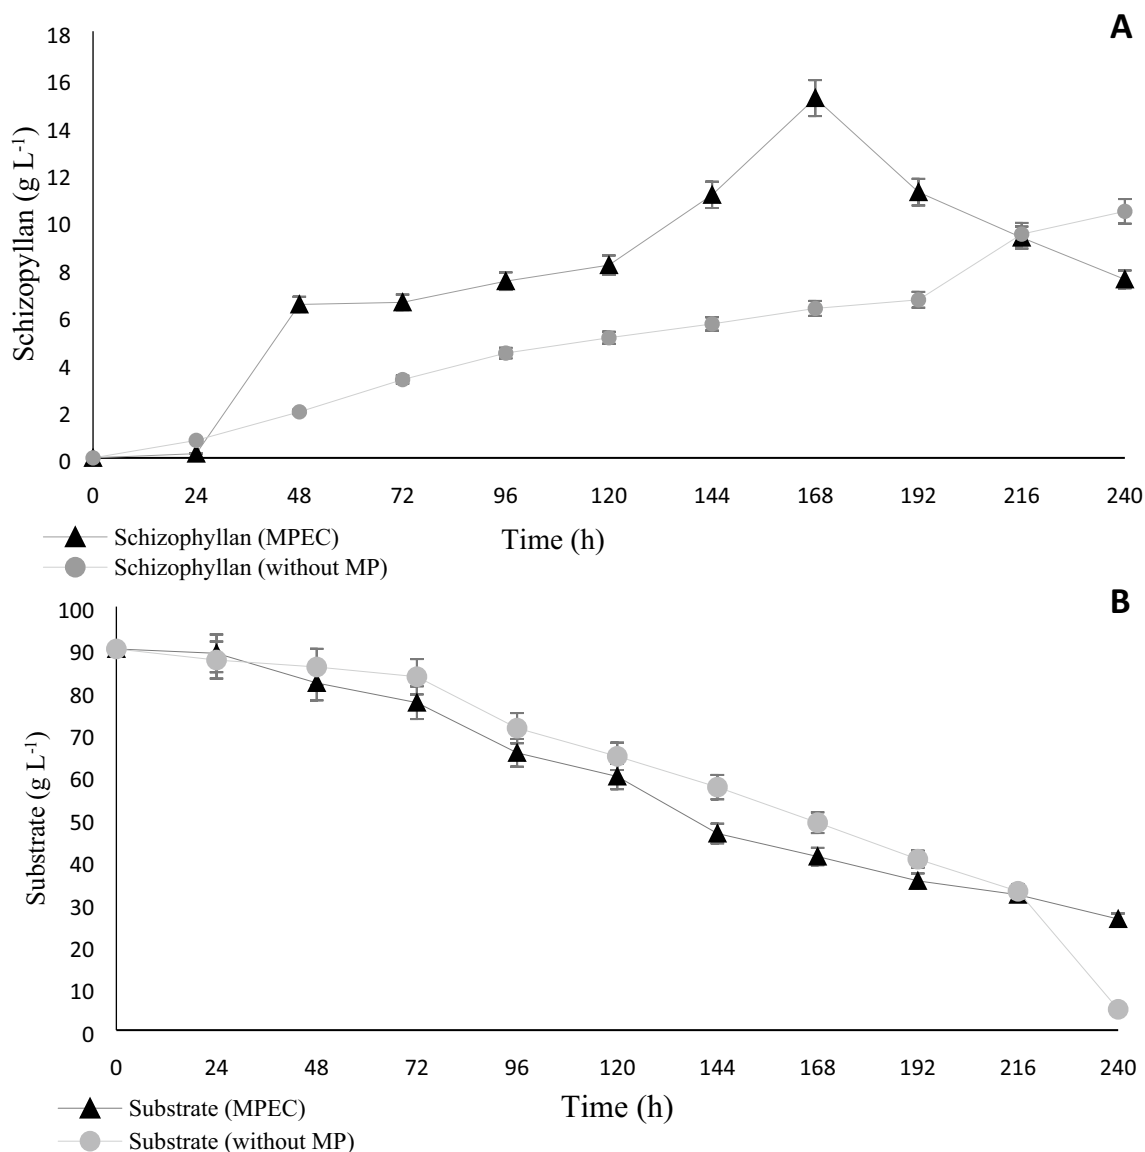 A
18
16
14
12
10
8
6
4
2
0
Schizopyllan (g L⁻¹)
0 24 48 72 96 120 144 168 192 216 240
Time (h)
Schizophyllan (MPEC)
Schizophyllan (without MP)
B
100
90
80
70
60
50
40
30
20
10
0
Substrate (g L⁻¹)
0 24 48 72 96 120 144 168 192 216 240
Time (h)
Substrate (MPEC)
Substrate (without MP)